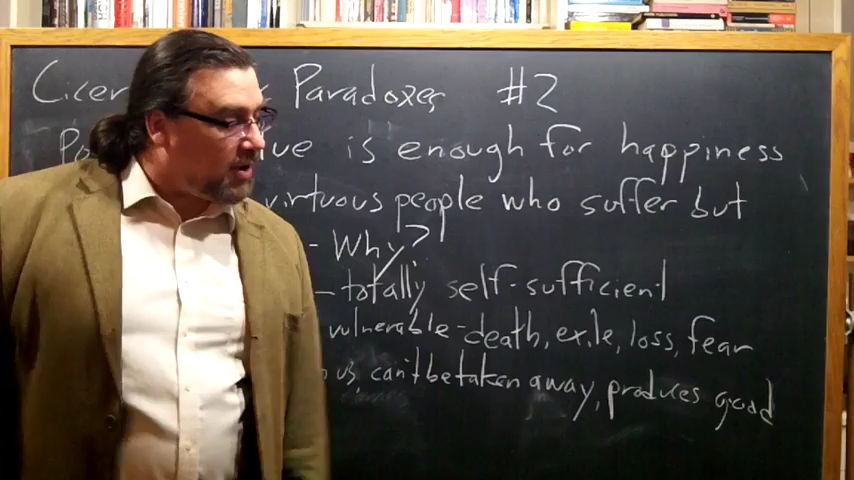 Cicer Paradoxes #2
ue is enough for happiness
virtuous people who suffer but
- Why?
- totally self-sufficient
vulnerable - death, exile, loss, fear
us, can't be taken away, produces good